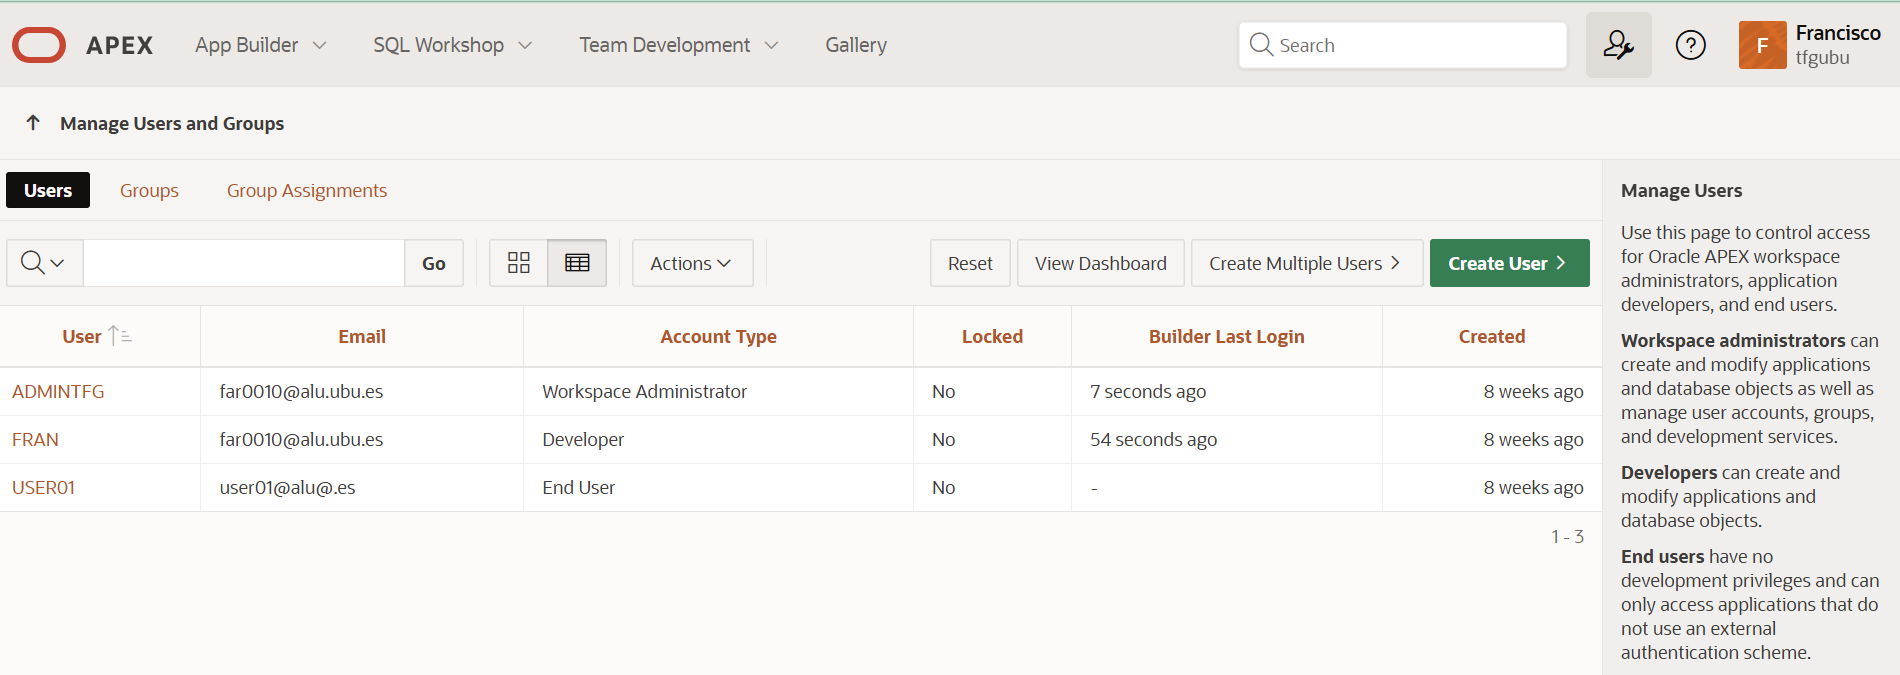 APEX App Builder SQL Workshop Team Development Gallery Search ? F Francisco
tfgubu
Manage Users and Groups
Users Groups Group Assignments
Go Actions Reset View Dashboard Create Multiple Users Create User
User Email Account Type Locked Builder Last Login Created
ADMINTFG far0010@alu.ubu.es Workspace Administrator No 7 seconds ago 8 weeks ago
FRAN far0010@alu.ubu.es Developer No 54 seconds ago 8 weeks ago
USER01 user01@alu@.es End User No - 8 weeks ago
1 - 3
Manage Users
Use this page to control access
for Oracle APEX workspace
administrators, application
developers, and end users.
Workspace administrators can
create and modify applications
and database objects as well as
manage user accounts, groups,
and development services.
Developers can create and
modify applications and
database objects.
End users have no
development privileges and can
only access applications that do
not use an external
authentication scheme.